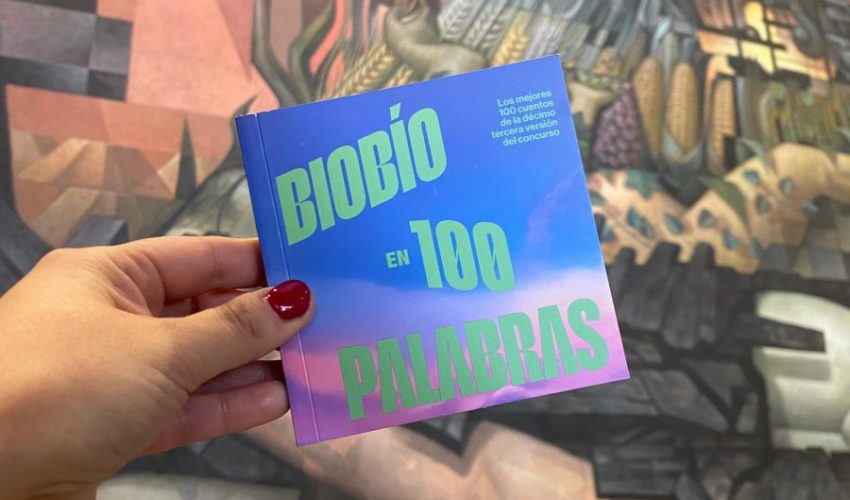 BIOBÍO
EN 100
PALABRAS
Los mejores
100 cuentos
de la décimo
tercera versión
del concurso